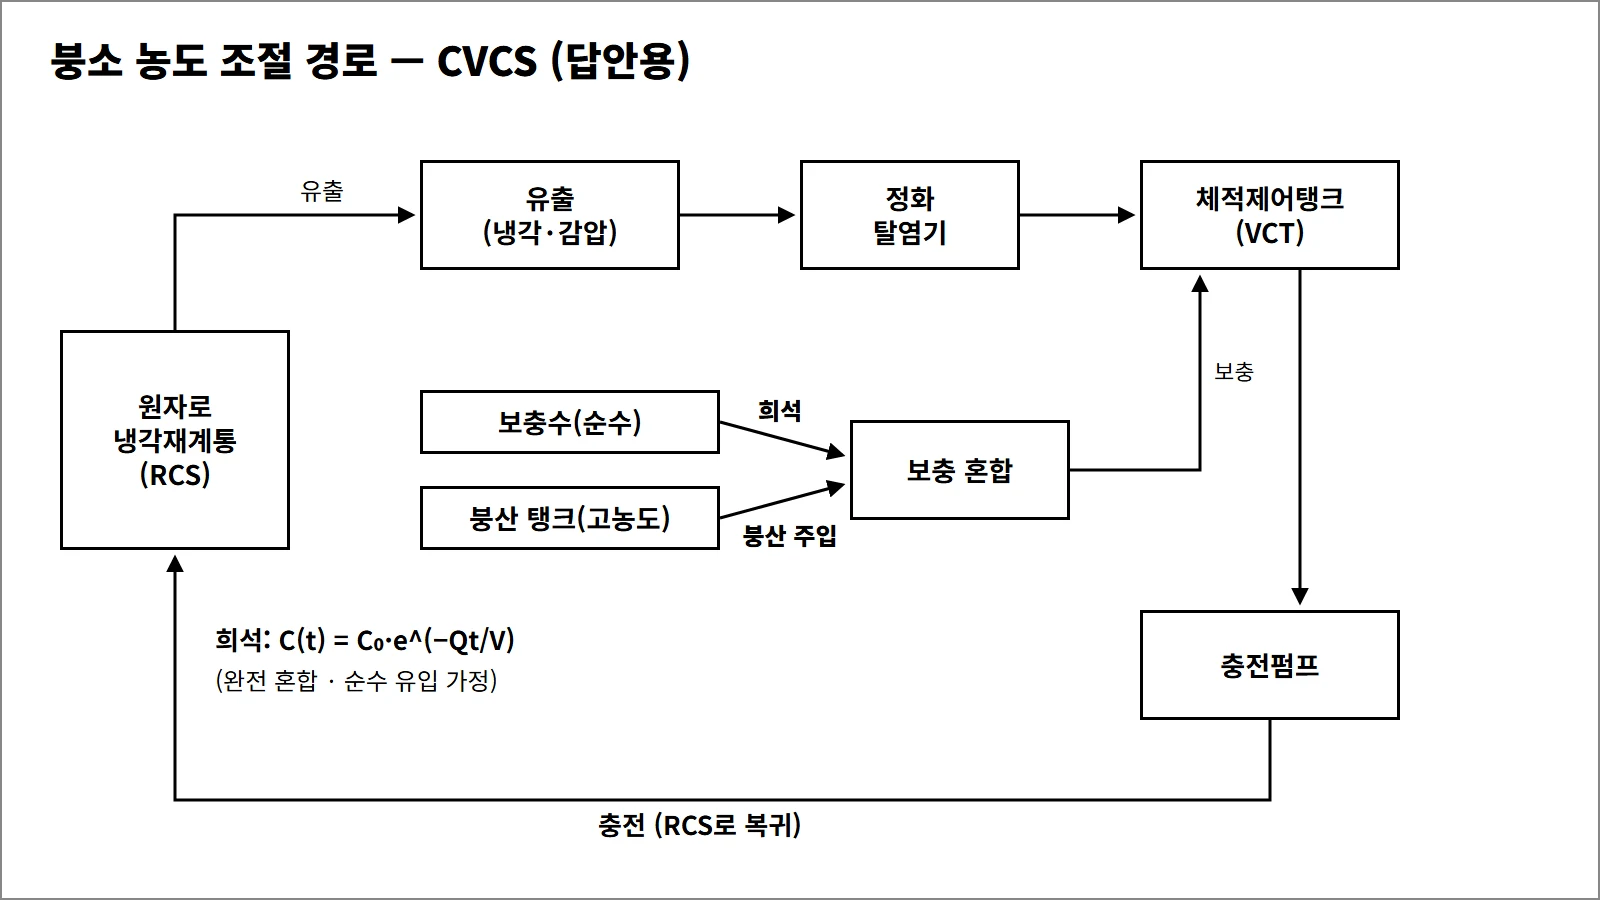 붕소 농도 조절 경로 — CVCS (답안용)
유출
유출
(냉각·감압)
정화
탈염기
체적제어탱크
(VCT)
원자로
냉각재계통
(RCS)
보충수(순수)
희석
보충 혼합
보충
붕산 탱크(고농도)
붕산 주입
희석: C(t) = C₀·e^(−Qt/V)
(완전 혼합 · 순수 유입 가정)
충전펌프
충전 (RCS로 복귀)